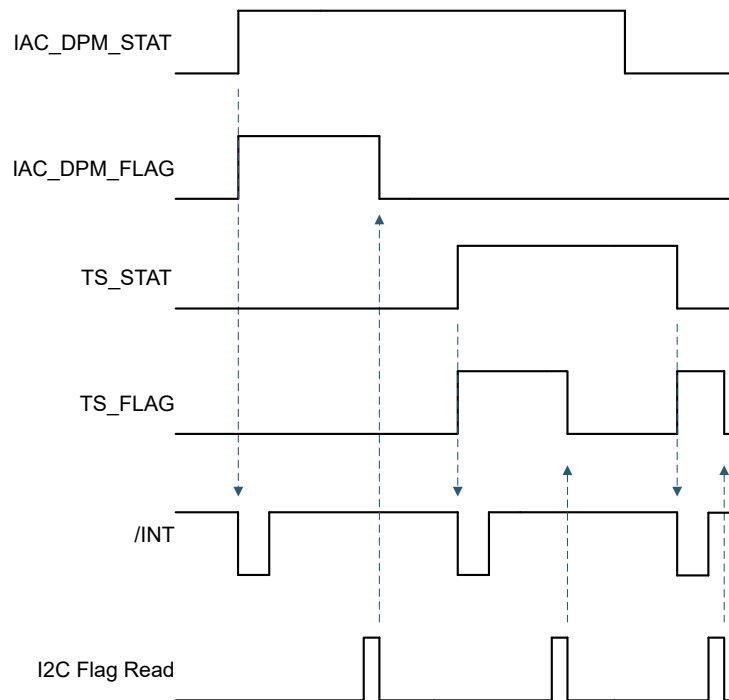 IAC_DPM_STAT
IAC_DPM_FLAG
TS_STAT
TS_FLAG
/INT
I2C Flag Read